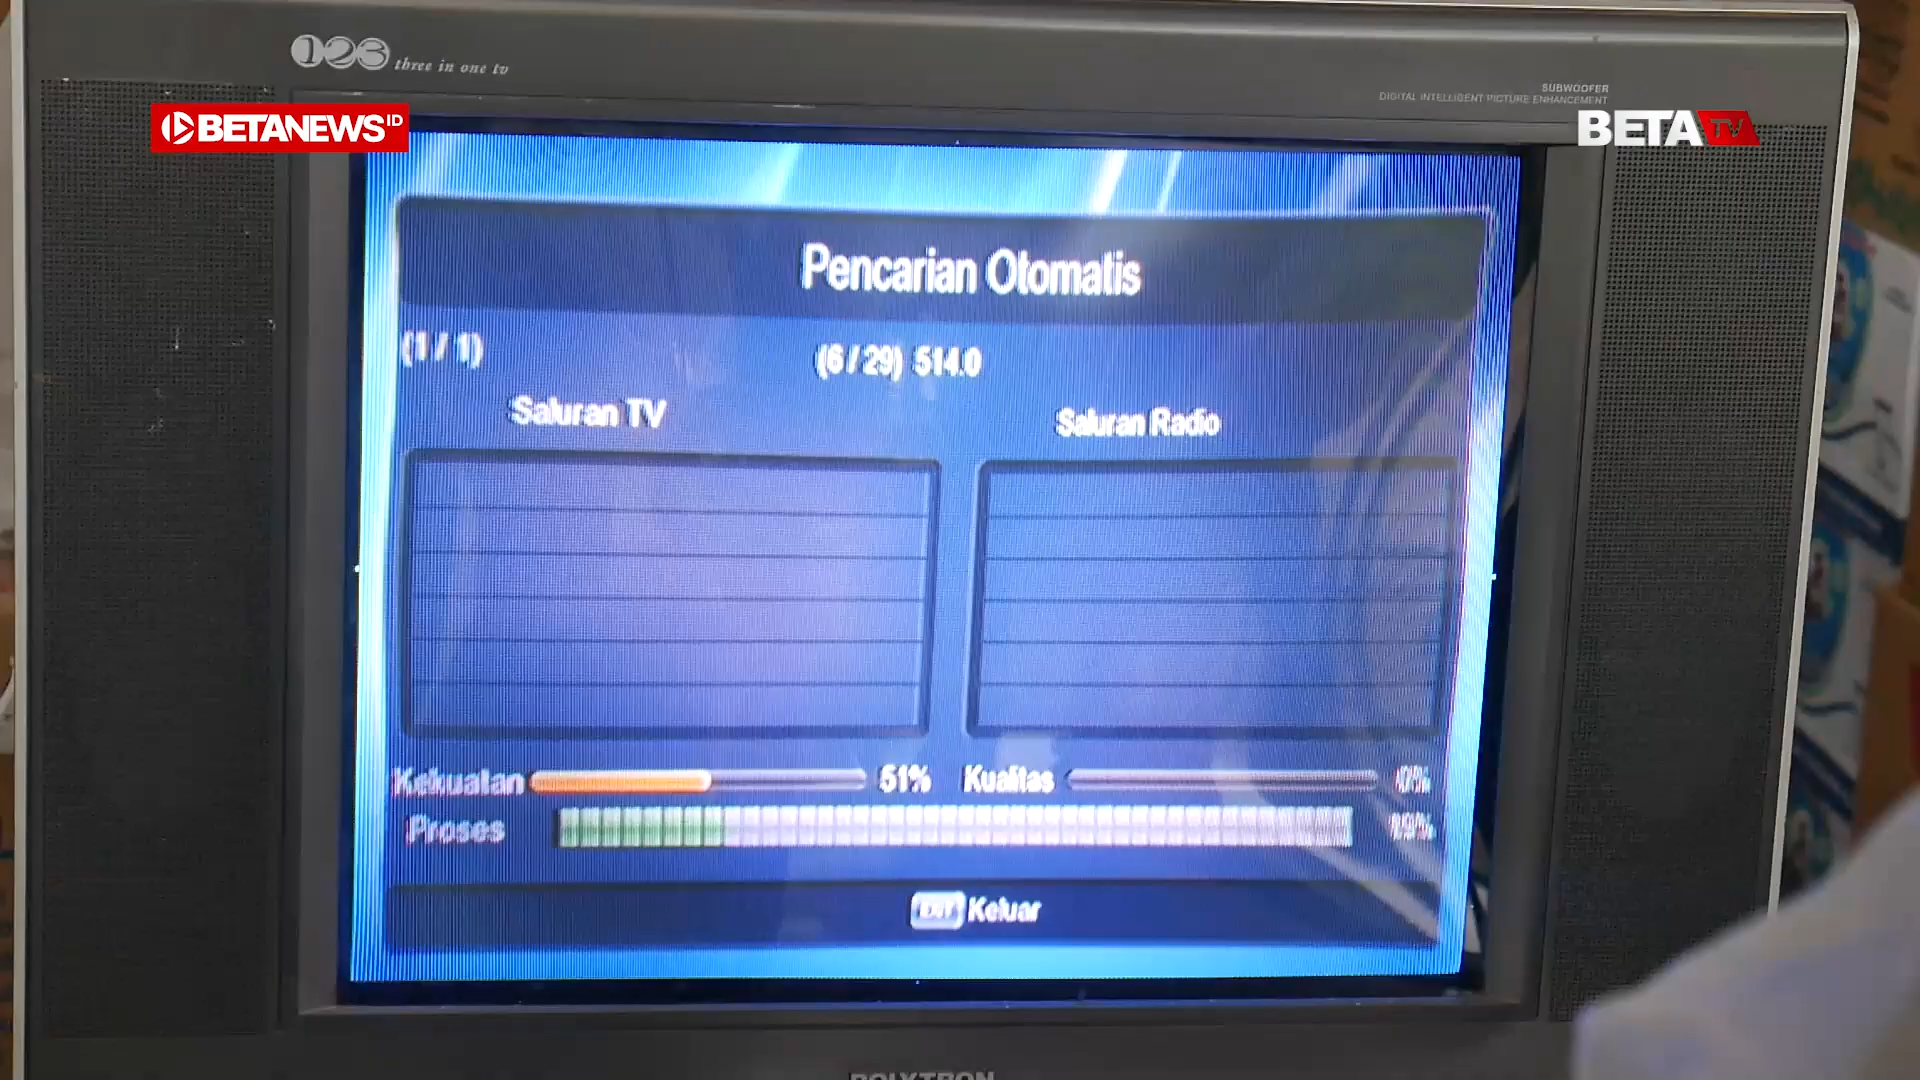 123 three in one tv
SUBWOOFER
DIGITAL INTELLIGENT PICTURE ENHANCEMENT
BETANEWS ID
BETA TV
Pencarian Otomatis
(1 / 1)
(6 / 29) 514.0
Saluran TV
Saluran Radio
Kekuatan 51% Kualitas 0%
Proses
EXIT Keluar
POLYTRON